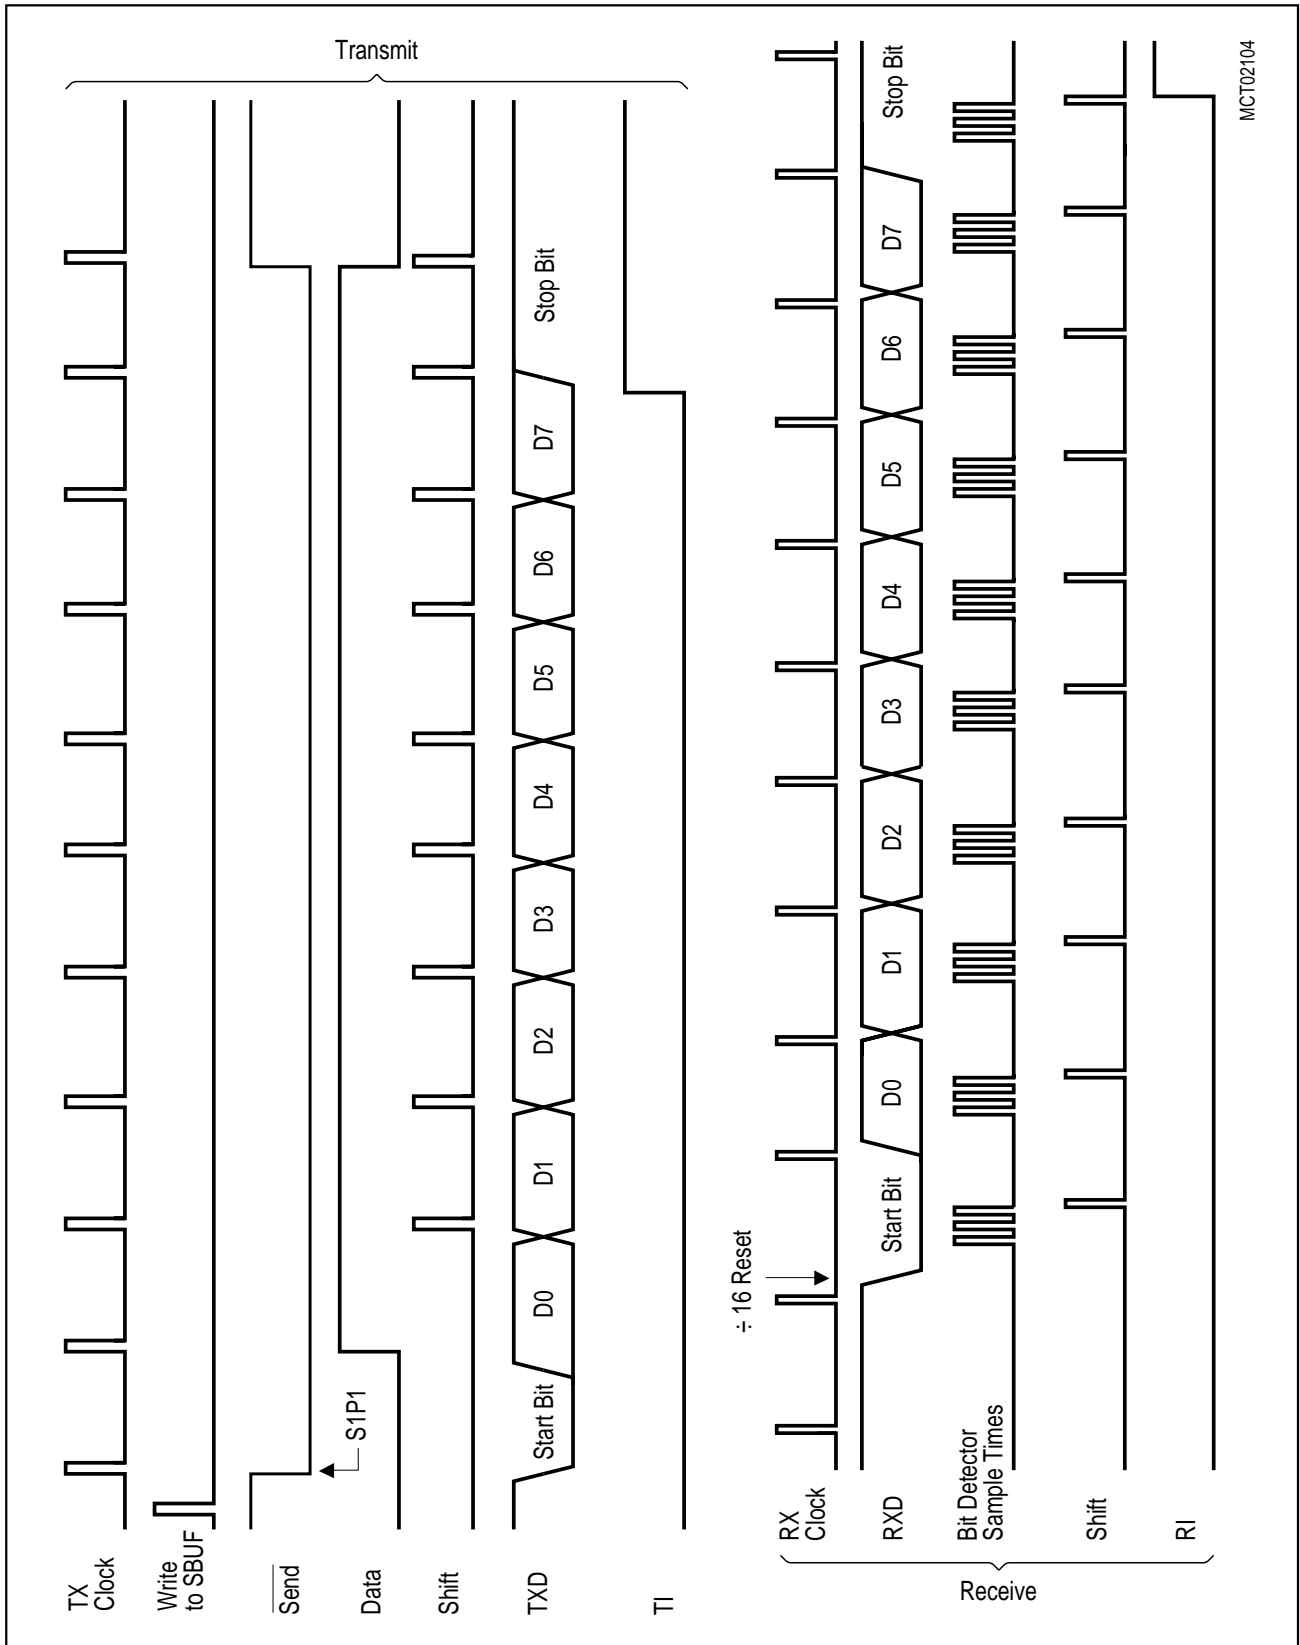 Transmit
TX
Clock
Write
to SBUF
Send
S1P1
Data
Shift
TXD
Start Bit D0 D1 D2 D3 D4 D5 D6 D7 Stop Bit
TI
÷ 16 Reset
RX
Clock
RXD
Start Bit D0 D1 D2 D3 D4 D5 D6 D7 Stop Bit
Bit Detector
Sample Times
Shift
RI
Receive
MCT02104